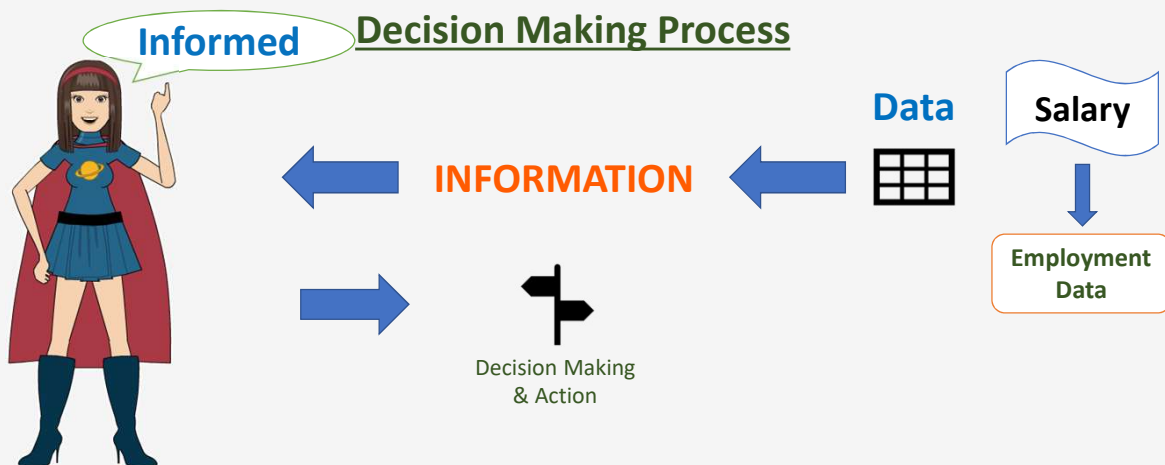 Decision Making Process
Informed
Data
Salary
INFORMATION
Employment
Data
Decision Making
& Action